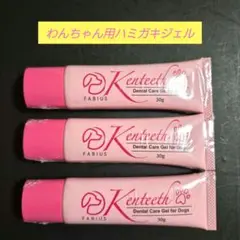 わんちゃん用ハミガキジェル
Kenteeth
Dental Care Gel for Dogs
FABIUS
30g
Kenteeth
Dental Care Gel for Dogs
FABIUS
30g
Kenteeth
Dental Care Gel for Dogs
FABIUS
30g